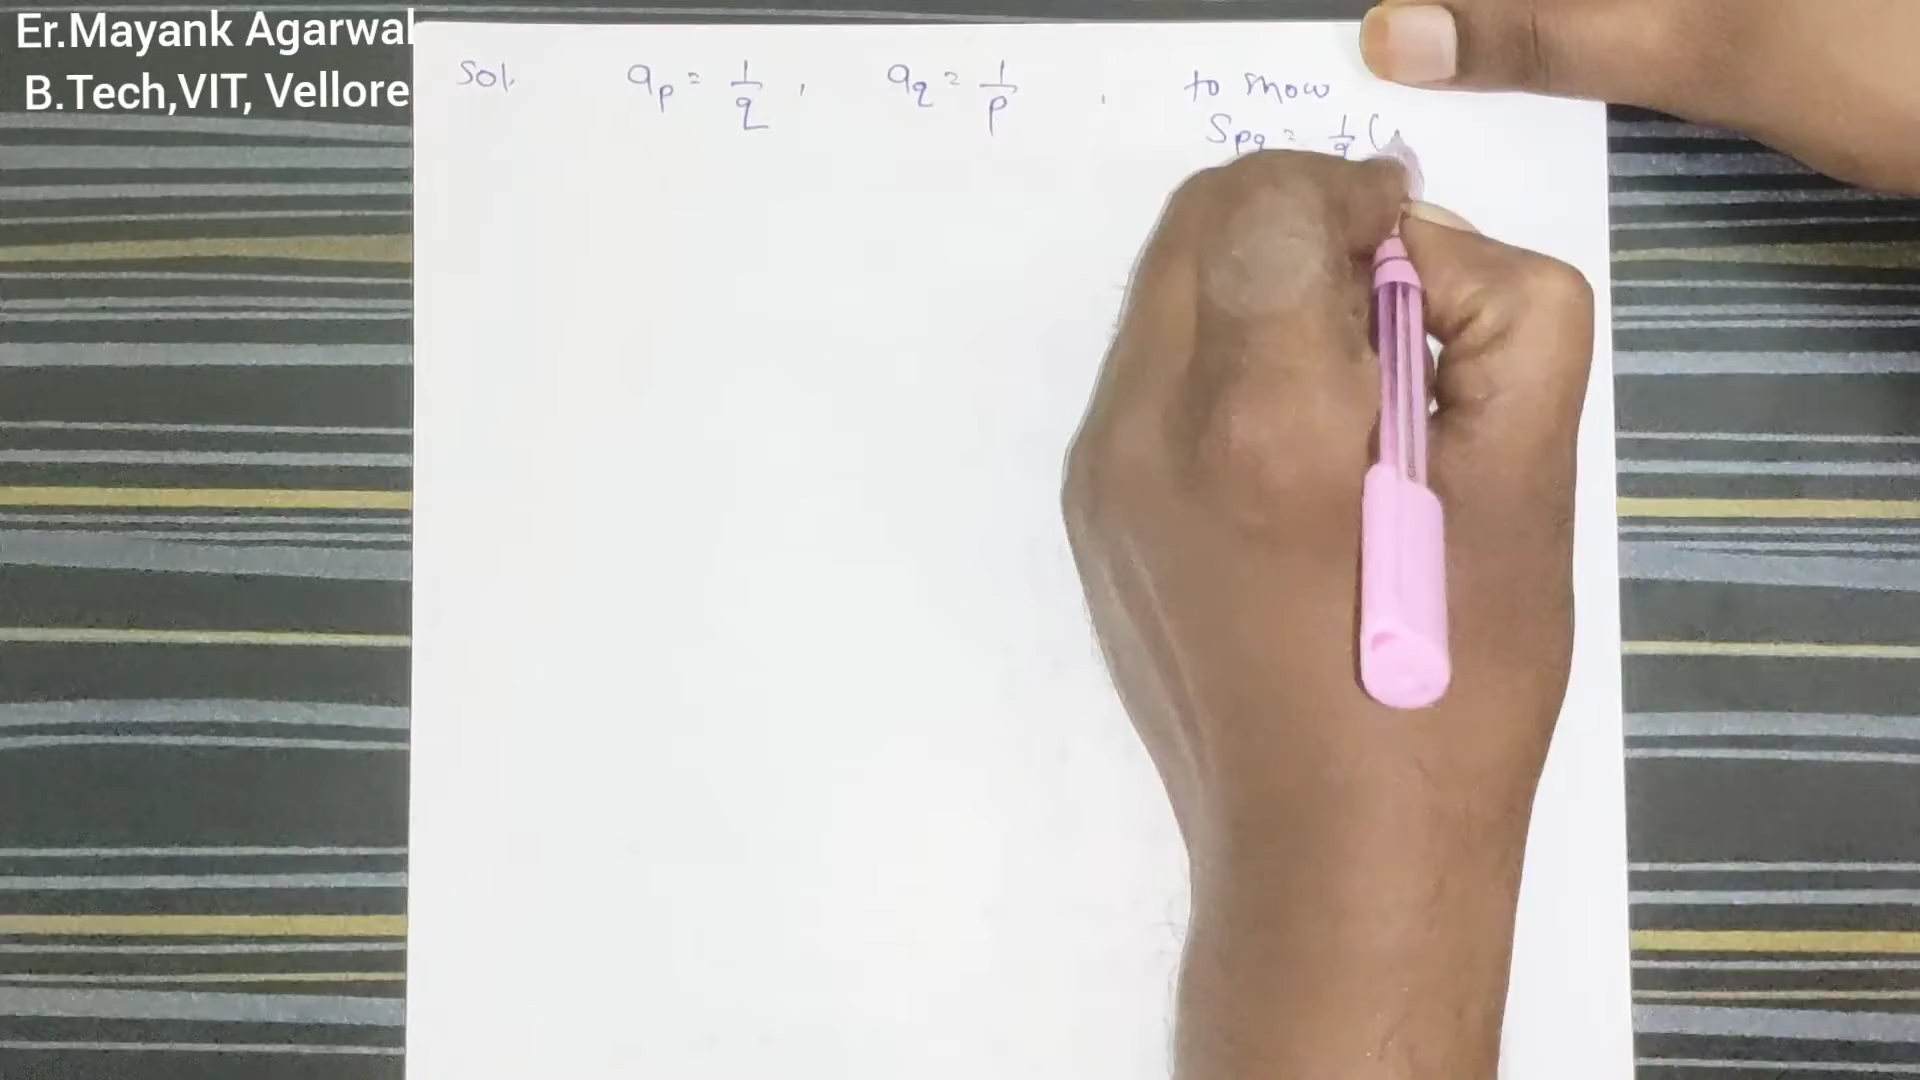 Er.Mayank Agarwal
B.Tech,VIT, Vellore
Sol. ap = 1/q , aq = 1/p , to show
Spq = 1/2 (